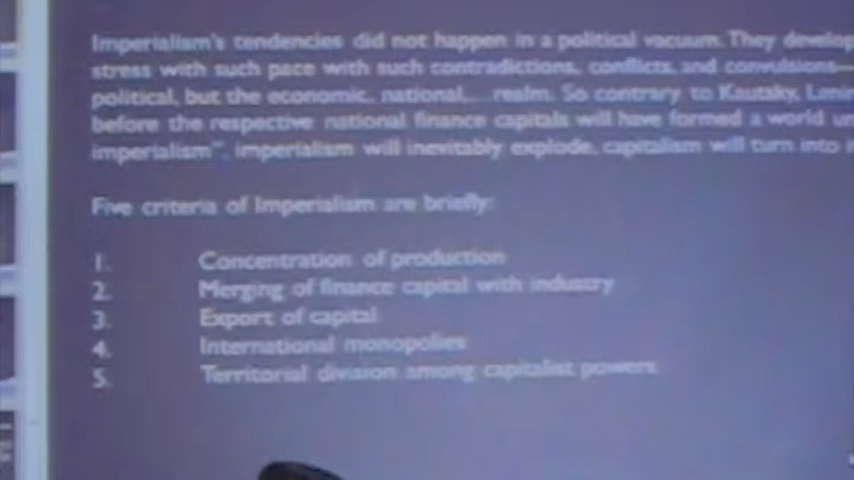 Imperialism's tendencies did not happen in a political vacuum. They develop
stress with such pace with such contradictions, conflicts, and convulsions—
political, but the economic, national,... realm. So contrary to Kautsky, Lenin
before the respective national finance capitals will have formed a world un
imperialism", imperialism will inevitably explode, capitalism will turn into i
Five criteria of Imperialism are briefly:
1. Concentration of production
2. Merging of finance capital with industry
3. Export of capital
4. International monopolies
5. Territorial division among capitalist powers